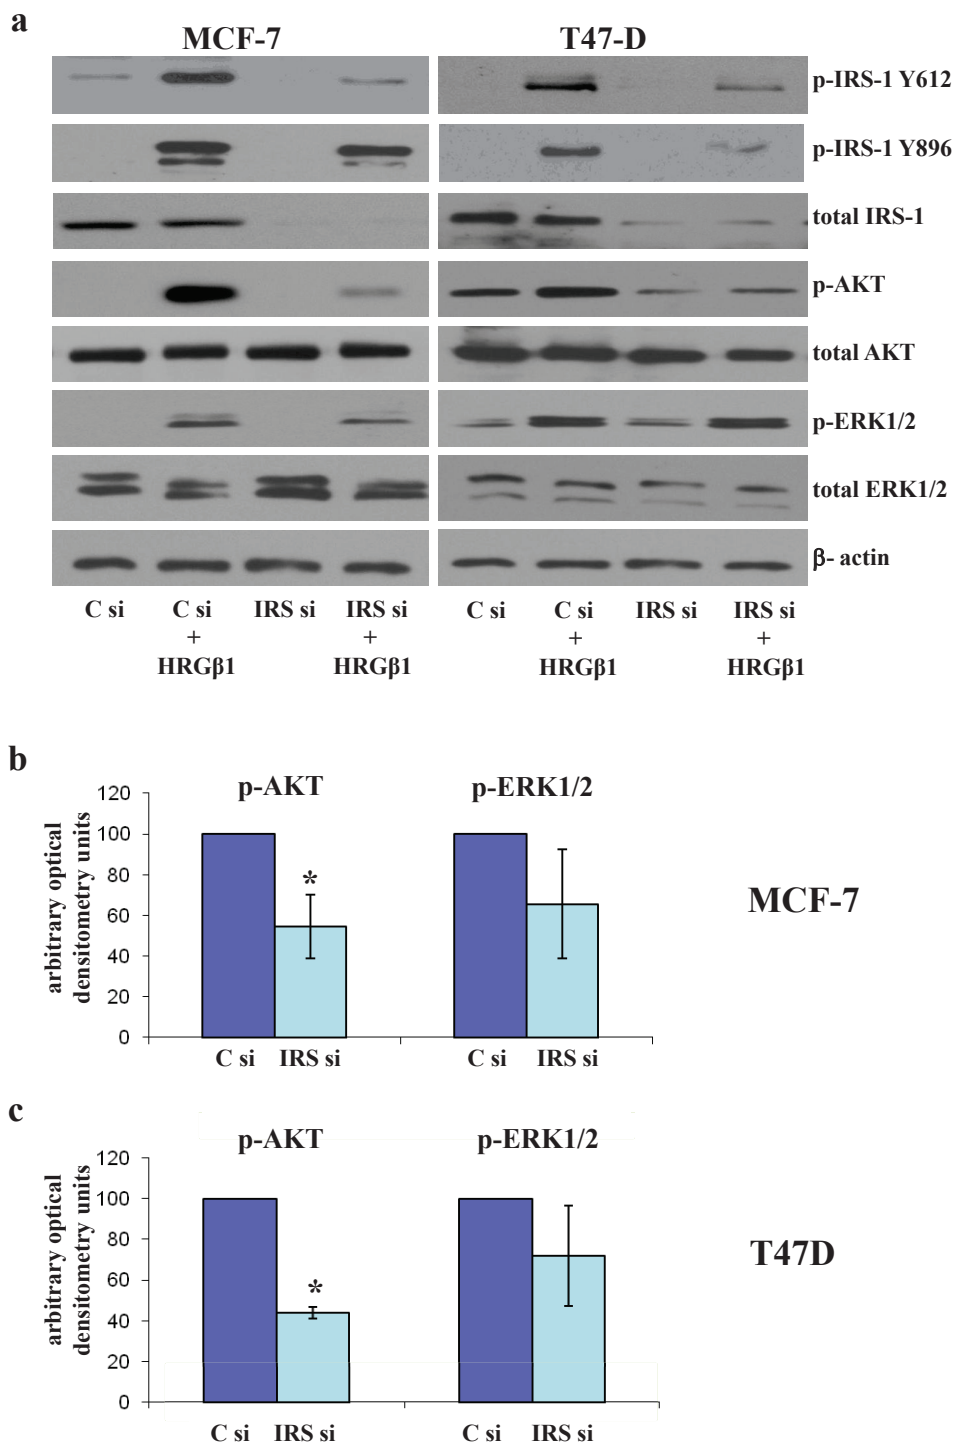 a
MCF-7
T47-D
p-IRS-1 Y612
p-IRS-1 Y896
total IRS-1
p-AKT
total AKT
p-ERK1/2
total ERK1/2
β- actin
C si
C si
+
HRGβ1
IRS si
IRS si
+
HRGβ1
C si
C si
+
HRGβ1
IRS si
IRS si
+
HRGβ1
b
p-AKT
p-ERK1/2
arbitrary optical
densitometry units
120
100
80
60
40
20
0
*
C si
IRS si
C si
IRS si
MCF-7
c
p-AKT
p-ERK1/2
arbitrary optical
densitometry units
120
100
80
60
40
20
0
*
C si
IRS si
C si
IRS si
T47D